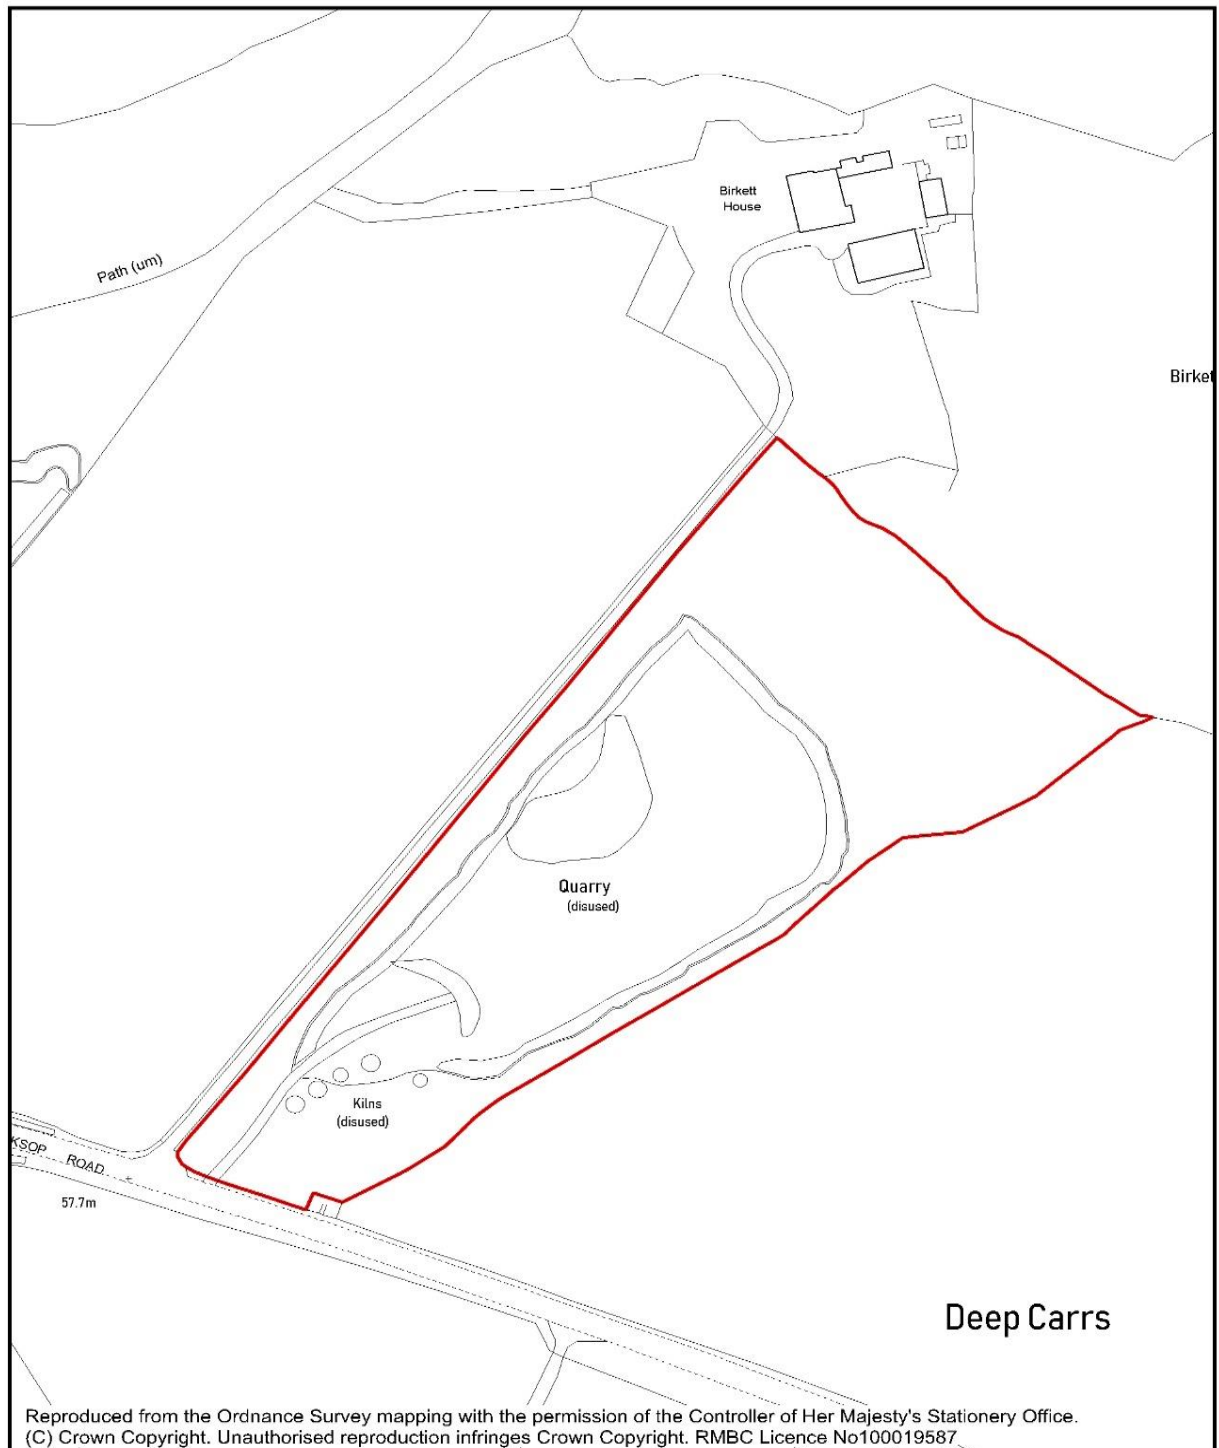 Birkett
House
Path (um)
Birket
Quarry
(disused)
Kilns
(disused)
KSOP ROAD
57.7m
Deep Carrs
Reproduced from the Ordnance Survey mapping with the permission of the Controller of Her Majesty's Stationery Office.
(C) Crown Copyright. Unauthorised reproduction infringes Crown Copyright. RMBC Licence No100019587